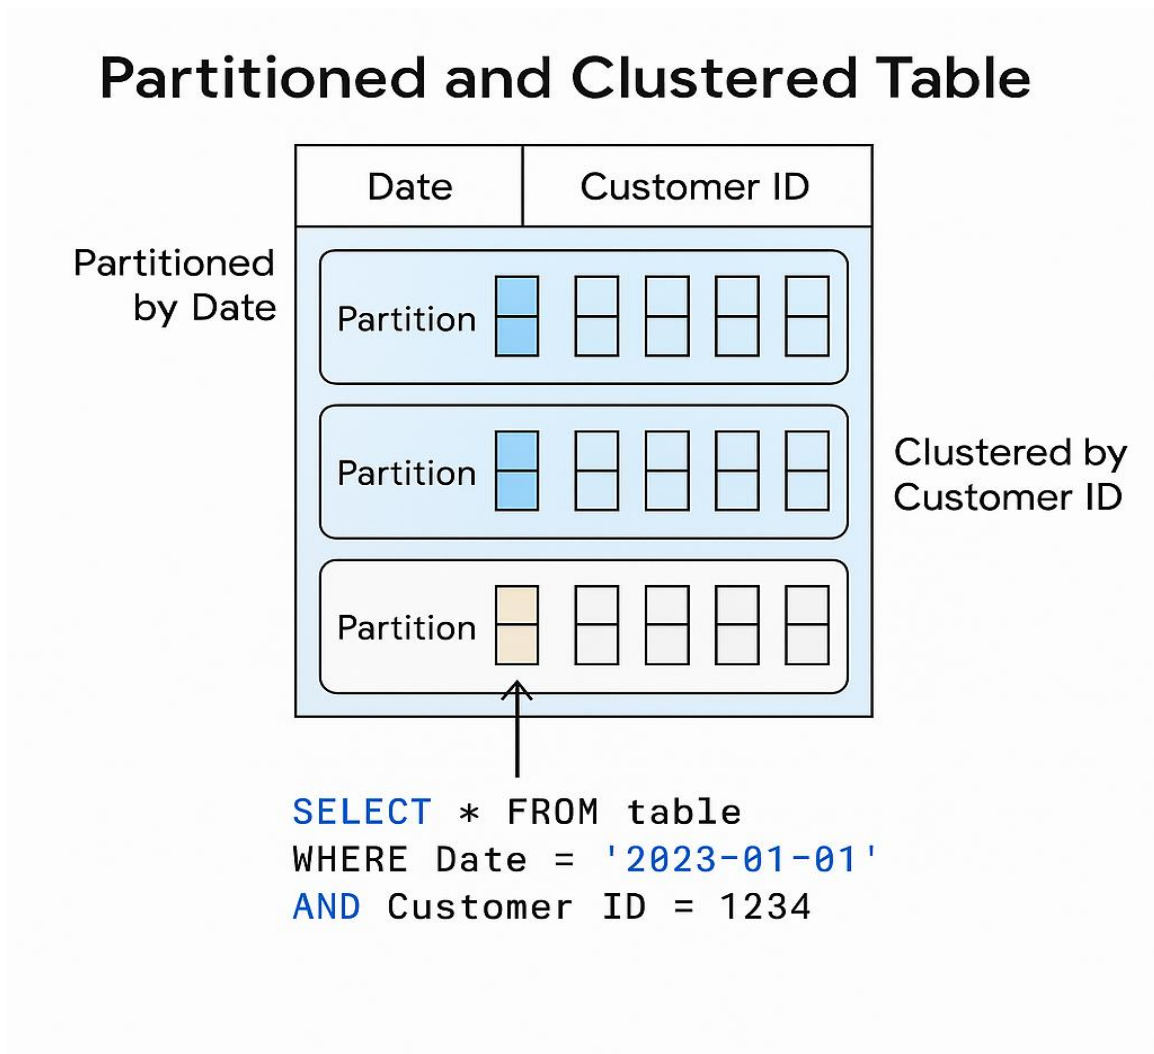 Partitioned and Clustered Table
Date
Customer ID
Partitioned
by Date
Partition
Partition
Clustered by
Customer ID
Partition
SELECT * FROM table
WHERE Date = '2023-01-01'
AND Customer ID = 1234